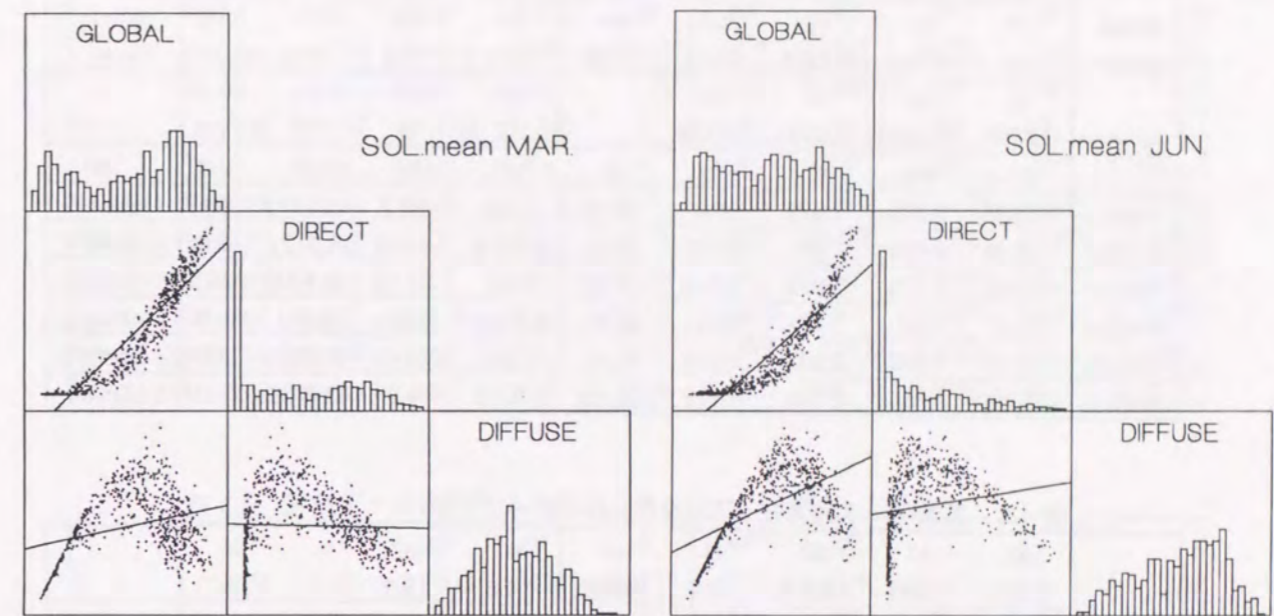 GLOBAL
SOL.mean MAR.
DIRECT
DIFFUSE
GLOBAL
SOL.mean JUN.
DIRECT
DIFFUSE